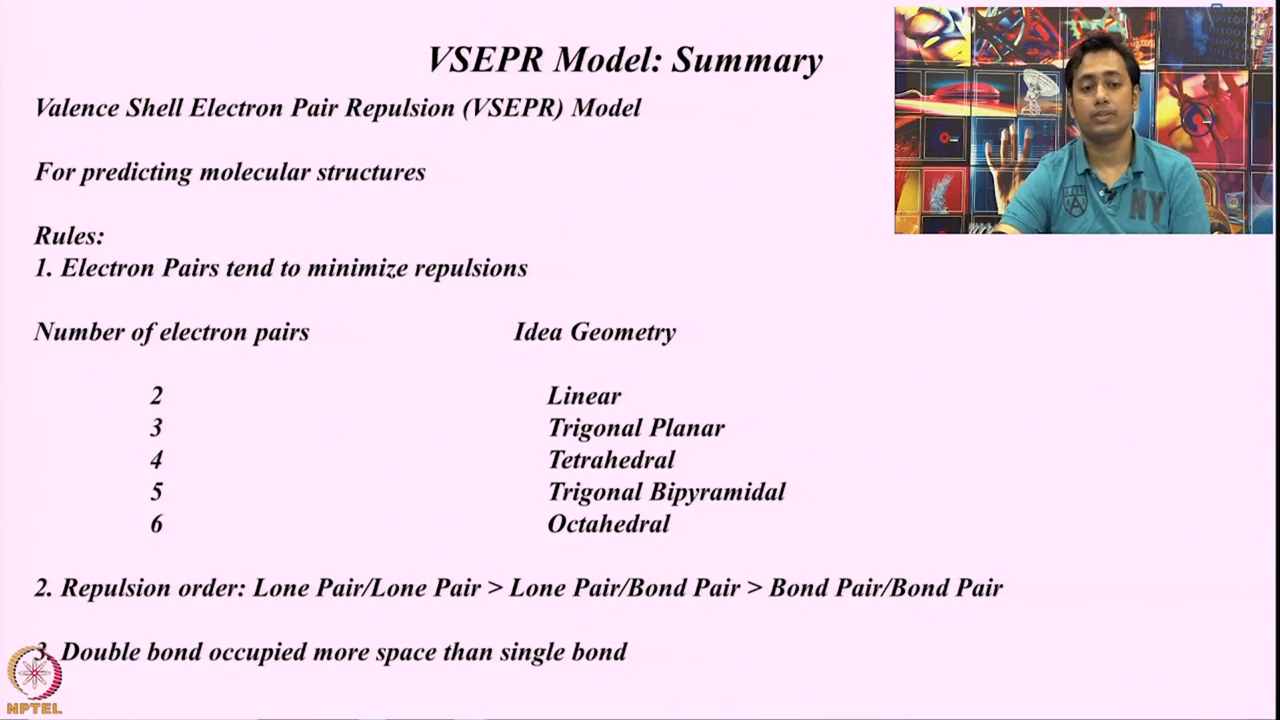 VSEPR Model: Summary
Valence Shell Electron Pair Repulsion (VSEPR) Model
For predicting molecular structures
Rules:
1. Electron Pairs tend to minimize repulsions
Number of electron pairs Idea Geometry
2 Linear
3 Trigonal Planar
4 Tetrahedral
5 Trigonal Bipyramidal
6 Octahedral
2. Repulsion order: Lone Pair/Lone Pair > Lone Pair/Bond Pair > Bond Pair/Bond Pair
3. Double bond occupied more space than single bond
NPTEL
NY